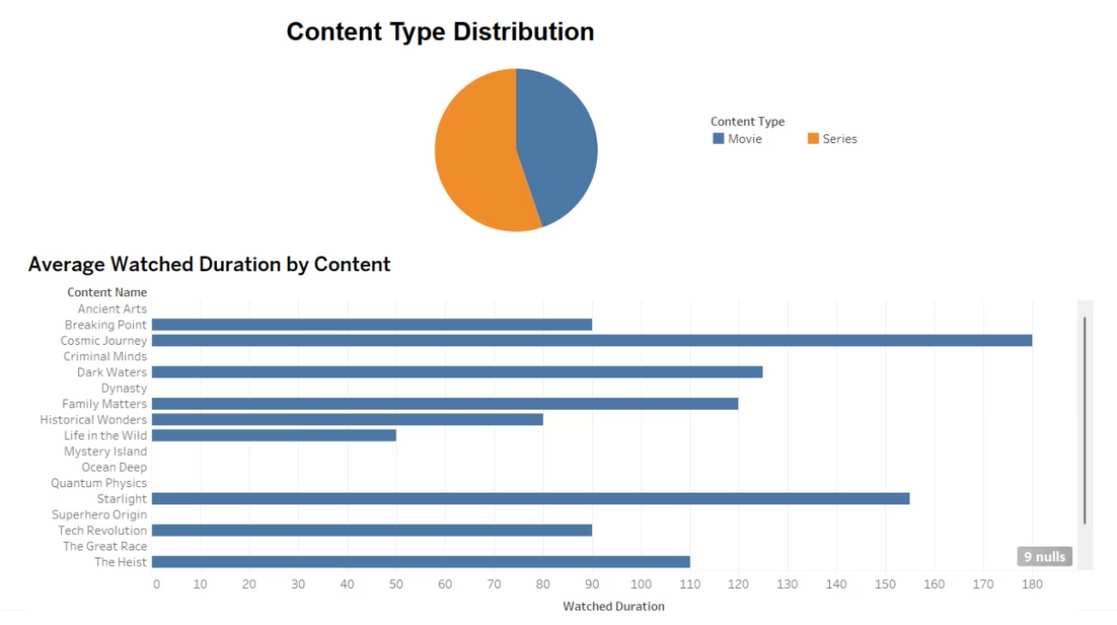 Content Type Distribution
Content Type
Movie Series
Average Watched Duration by Content
Content Name
Ancient Arts
Breaking Point
Cosmic Journey
Criminal Minds
Dark Waters
Dynasty
Family Matters
Historical Wonders
Life in the Wild
Mystery Island
Ocean Deep
Quantum Physics
Starlight
Superhero Origin
Tech Revolution
The Great Race
The Heist
9 nulls
0 10 20 30 40 50 60 70 80 90 100 110 120 130 140 150 160 170 180
Watched Duration